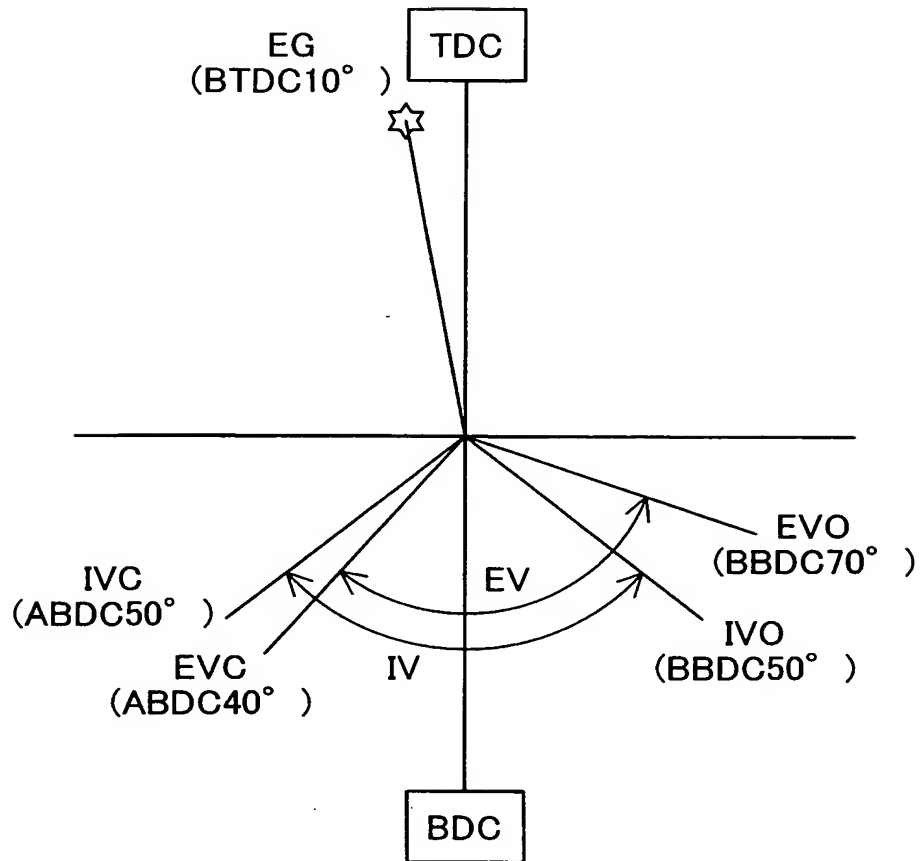 EG
(BTDC10° )
TDC
EVO
(BBDC70° )
EV
IVC
(ABDC50° )
IVO
(BBDC50° )
EVC
(ABDC40° )
IV
BDC